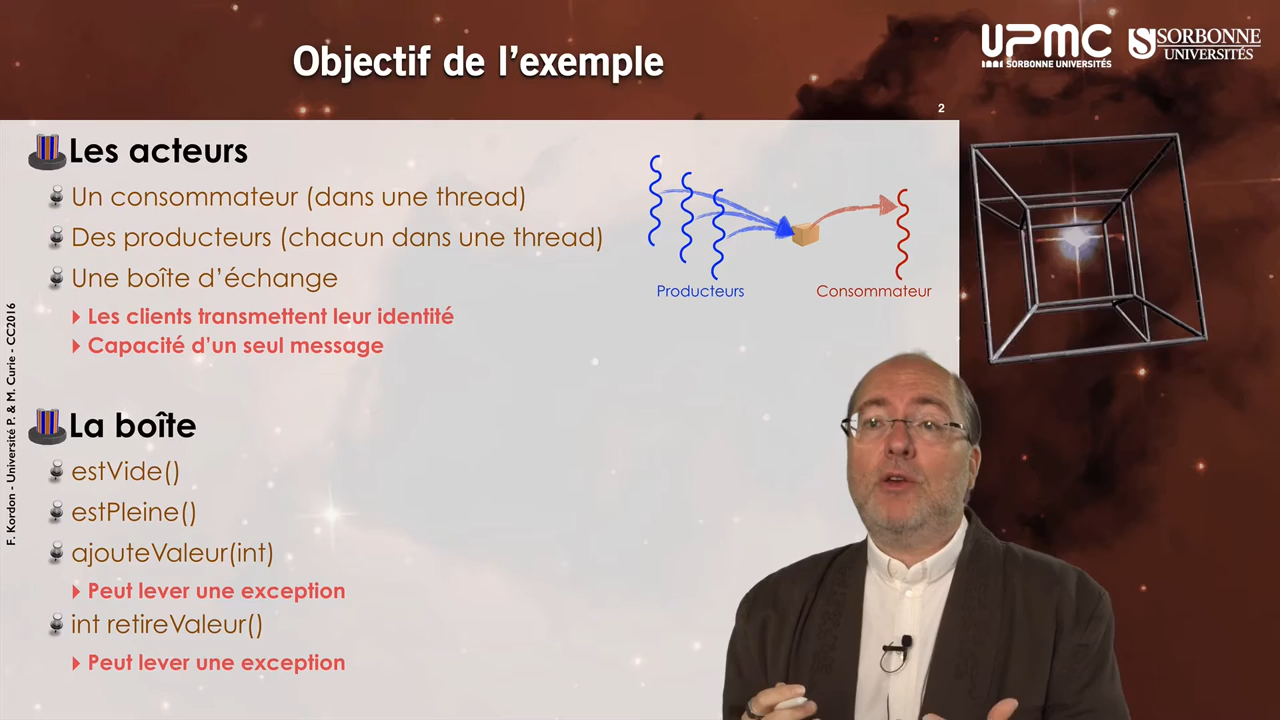 Objectif de l'exemple
UPMC
SORBONNE UNIVERSITÉS
SORBONNE
UNIVERSITÉS
2
Les acteurs
Un consommateur (dans une thread)
Des producteurs (chacun dans une thread)
Une boîte d'échange
Les clients transmettent leur identité
Capacité d'un seul message
Producteurs
Consommateur
La boîte
estVide()
estPleine()
ajouteValeur(int)
Peut lever une exception
int retireValeur()
Peut lever une exception
F. Kordon - Université P. & M. Curie - CC2016